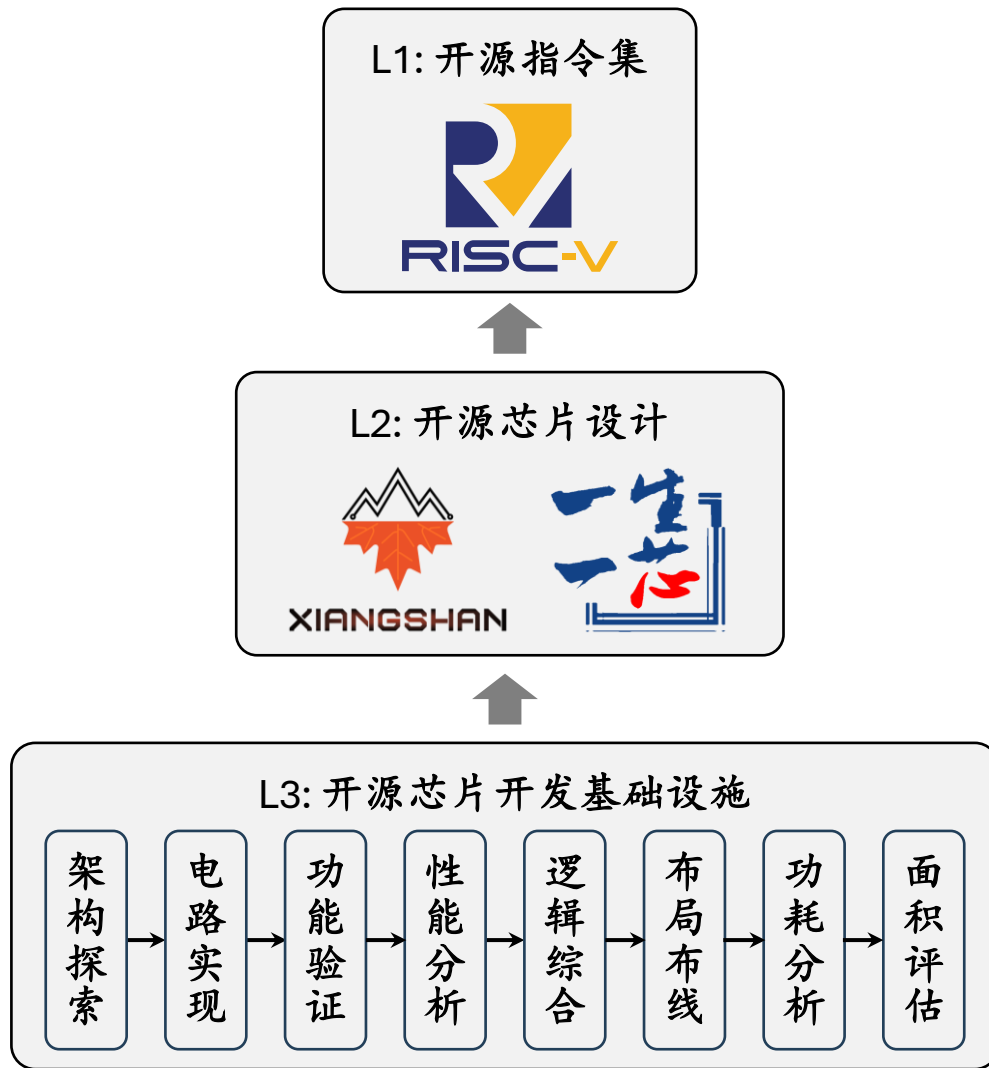 L1: 开源指令集
RISC-V
L2: 开源芯片设计
XIANGSHAN
一生
一芯
L3: 开源芯片开发基础设施
架构探索
电路实现
功能验证
性能分析
逻辑综合
布局布线
功耗分析
面积评估